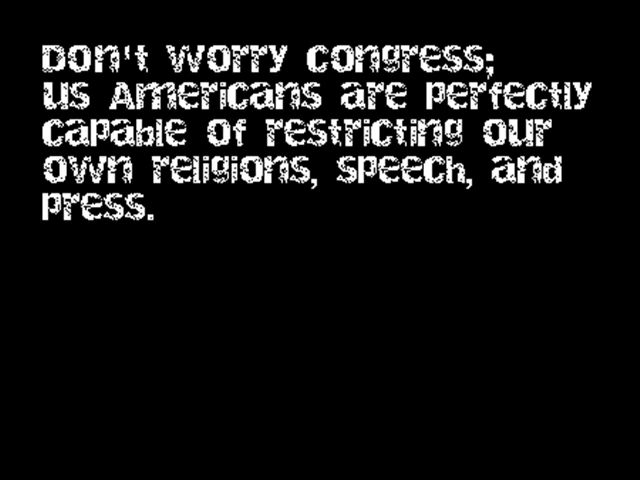 Don't worry Congress;
us Americans are perfectly
capable of restricting our
own religions, speech, and
press.